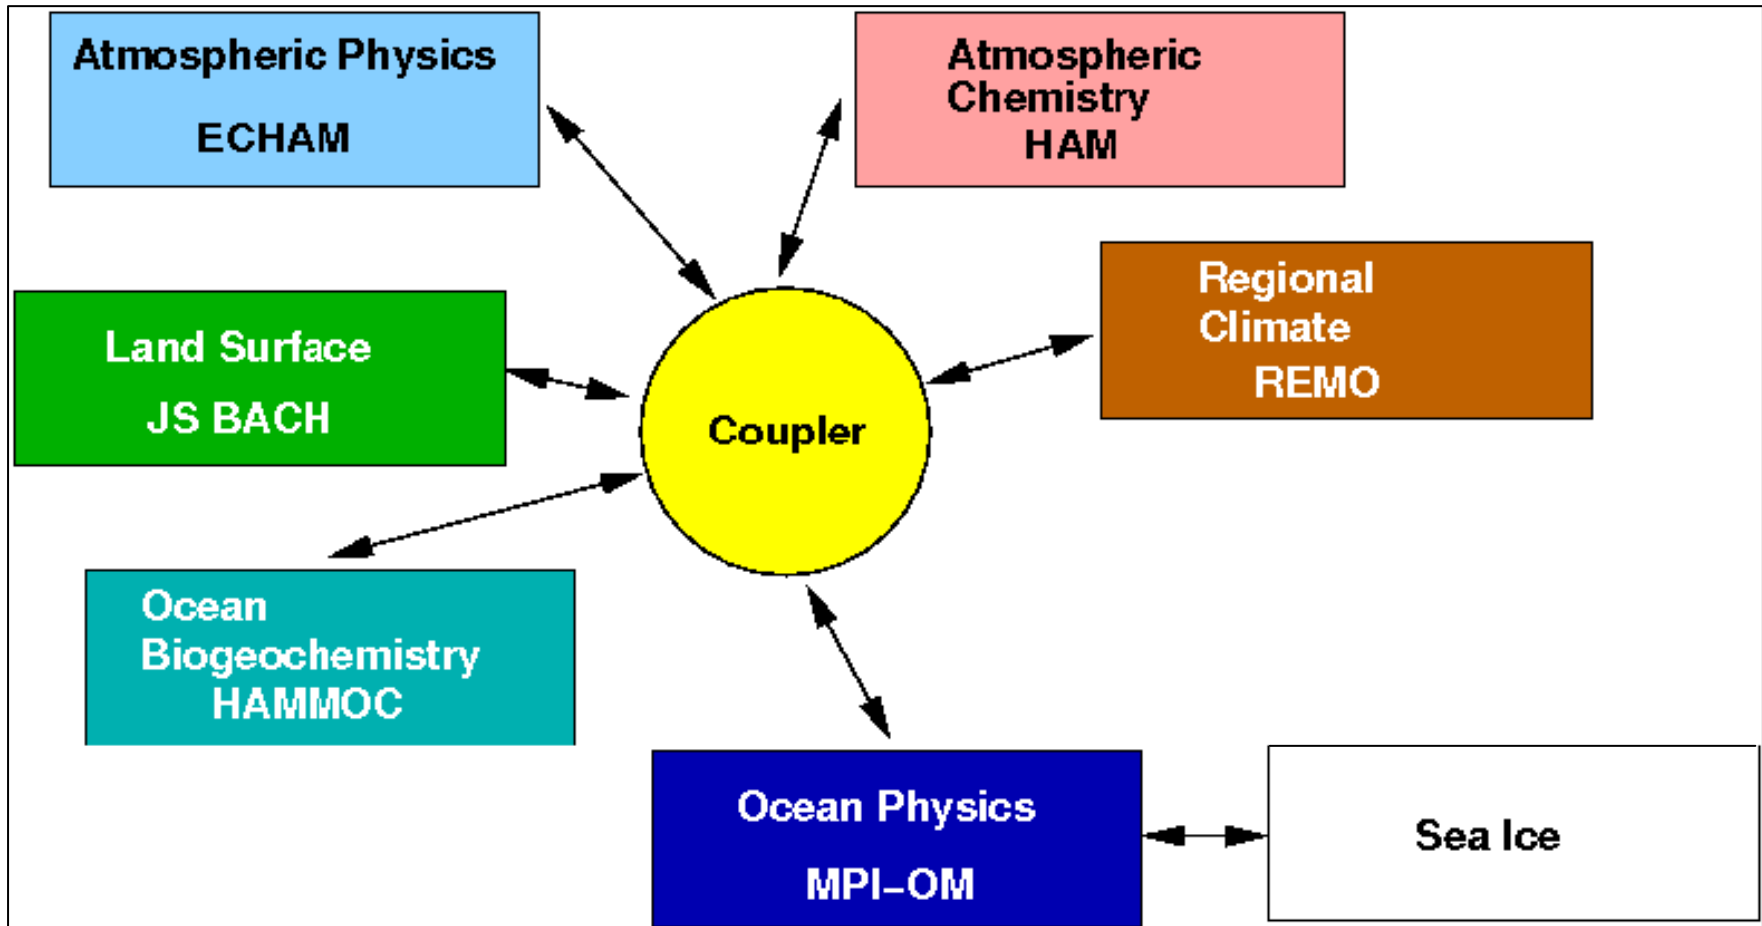 Atmospheric Physics
ECHAM
Atmospheric
Chemistry
HAM
Regional
Climate
REMO
Land Surface
JS BACH
Coupler
Ocean
Biogeochemistry
HAMMOC
Ocean Physics
MPI–OM
Sea Ice